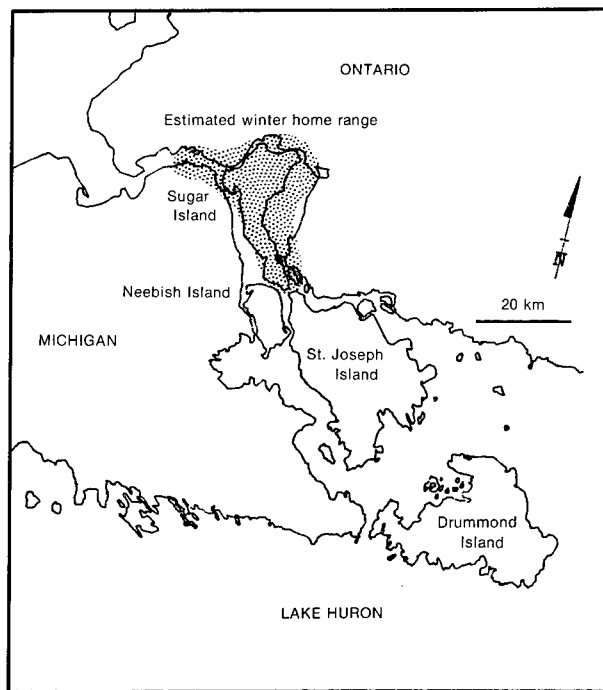 ONTARIO
Estimated winter home range
Sugar
Island
N
Neebish Island
20 km
MICHIGAN
St. Joseph
Island
Drummond
Island
LAKE HURON